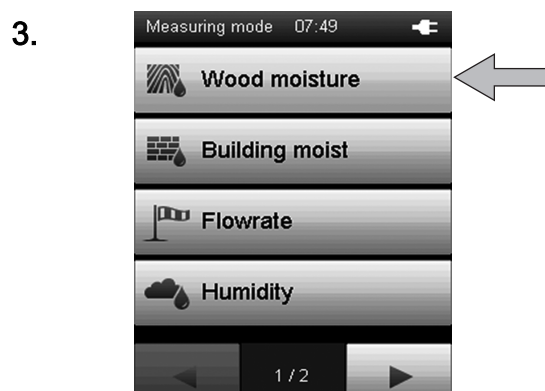 3.
Measuring mode 07:49
Wood moisture
Building moist
Flowrate
Humidity
1 / 2